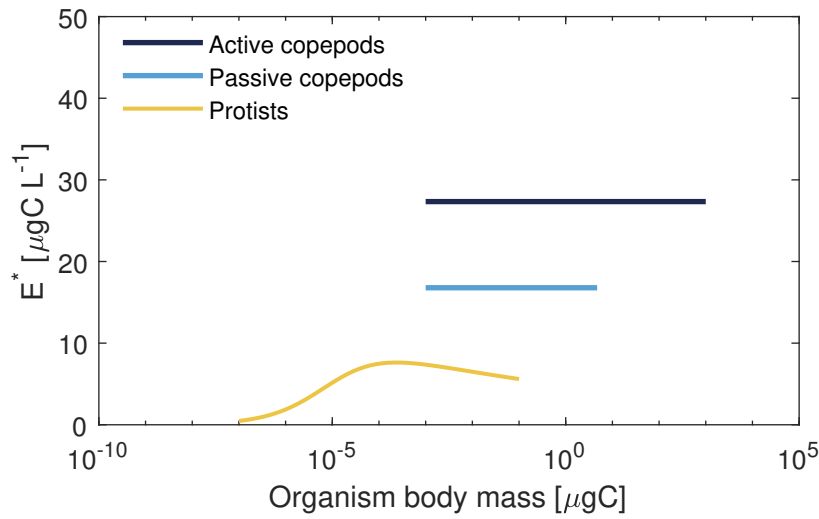 50
40
30
20
10
0
E* [μgC L⁻¹]
Active copepods
Passive copepods
Protists
10⁻¹⁰
10⁻⁵
10⁰
10⁵
Organism body mass [μgC]